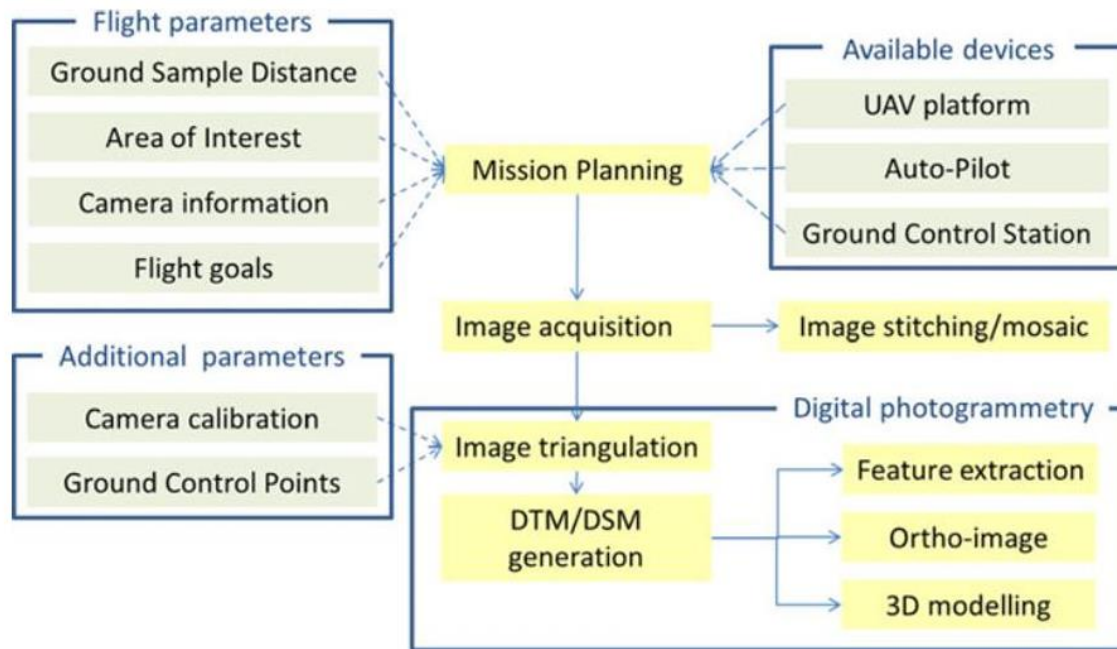 Flight parameters
Ground Sample Distance
Area of Interest
Camera information
Flight goals
Available devices
UAV platform
Auto-Pilot
Ground Control Station
Mission Planning
Image acquisition
Image stitching/mosaic
Additional parameters
Camera calibration
Ground Control Points
Digital photogrammetry
Image triangulation
DTM/DSM
generation
Feature extraction
Ortho-image
3D modelling